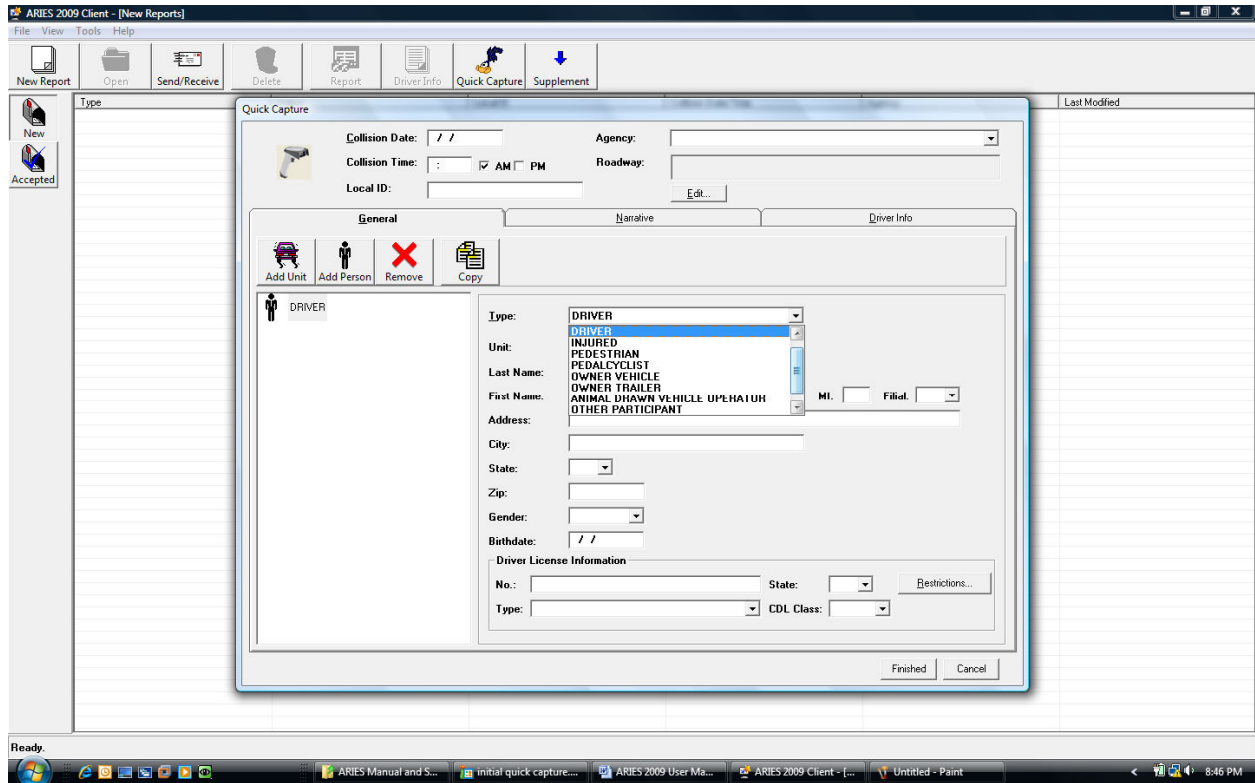 ARIES 2009 Client - [New Reports]
File View Tools Help
New Report Open Send/Receive Delete Report Driver Info Quick Capture Supplement
New
Accepted
Type Last Modified
Quick Capture
Collision Date: / / Agency:
Collision Time: : AM PM Roadway:
Local ID: Edit...
General Narrative Driver Info
Add Unit Add Person Remove Copy
DRIVER
Type: DRIVER
DRIVER
INJURED
PEDESTRIAN
PEDALCYCLIST
OWNER VEHICLE
OWNER TRAILER
ANIMAL DRAWN VEHICLE OPERATOR
OTHER PARTICIPANT
Unit:
Last Name:
First Name. MI. Filial.
Address:
City:
State:
Zip:
Gender:
Birthdate: / /
Driver License Information
No.: State: Restrictions...
Type: CDL Class:
Finished Cancel
Ready.
ARIES Manual and S... initial quick capture.... ARIES 2009 User Ma... ARIES 2009 Client - [... Untitled - Paint 8:46 PM